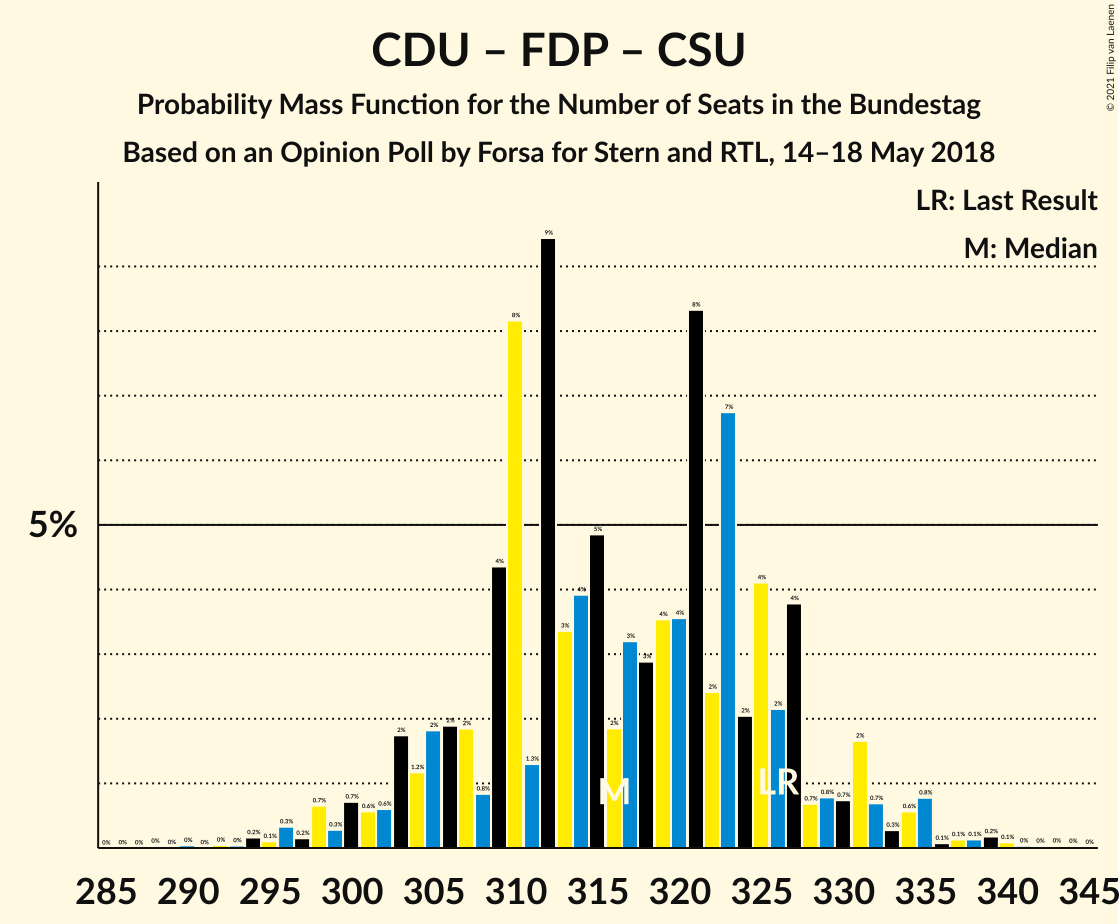 CDU – FDP – CSU
Probability Mass Function for the Number of Seats in the Bundestag
Based on an Opinion Poll by Forsa for Stern and RTL, 14–18 May 2018
© 2021 Filip van Laenen
LR: Last Result
M: Median
5%
0% 0% 0% 0% 0% 0% 0% 0% 0% 0.2% 0.1% 0.3% 0.2% 0.7% 0.3% 0.7% 0.6% 0.6% 2% 1.2% 2% 2% 2% 0.8% 4% 8% 1.3% 9% 3% 4% 5% 2% 3% 3% 4% 4% 8% 2% 7% 2% 4% 2% 4% 0.7% 0.8% 0.7% 2% 0.7% 0.3% 0.6% 0.8% 0.1% 0.1% 0.1% 0.2% 0.1% 0% 0% 0% 0% 0%
M LR
285 290 295 300 305 310 315 320 325 330 335 340 345